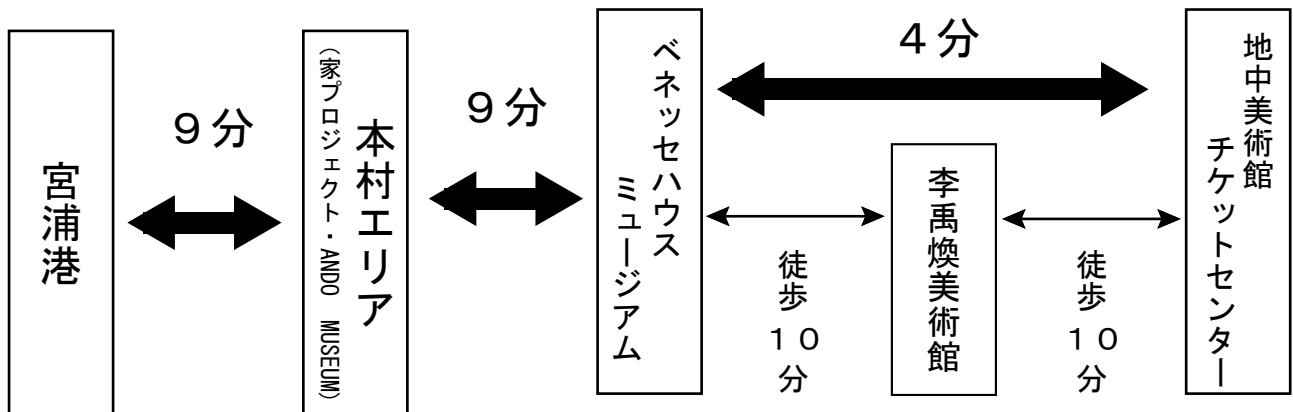 宮浦港
9分
本村エリア
(家プロジェクト・ANDO MUSEUM)
9分
ベネッセハウス
ミュージアム
4分
徒歩10分
李禹煥美術館
徒歩10分
地中美術館
チケットセンター